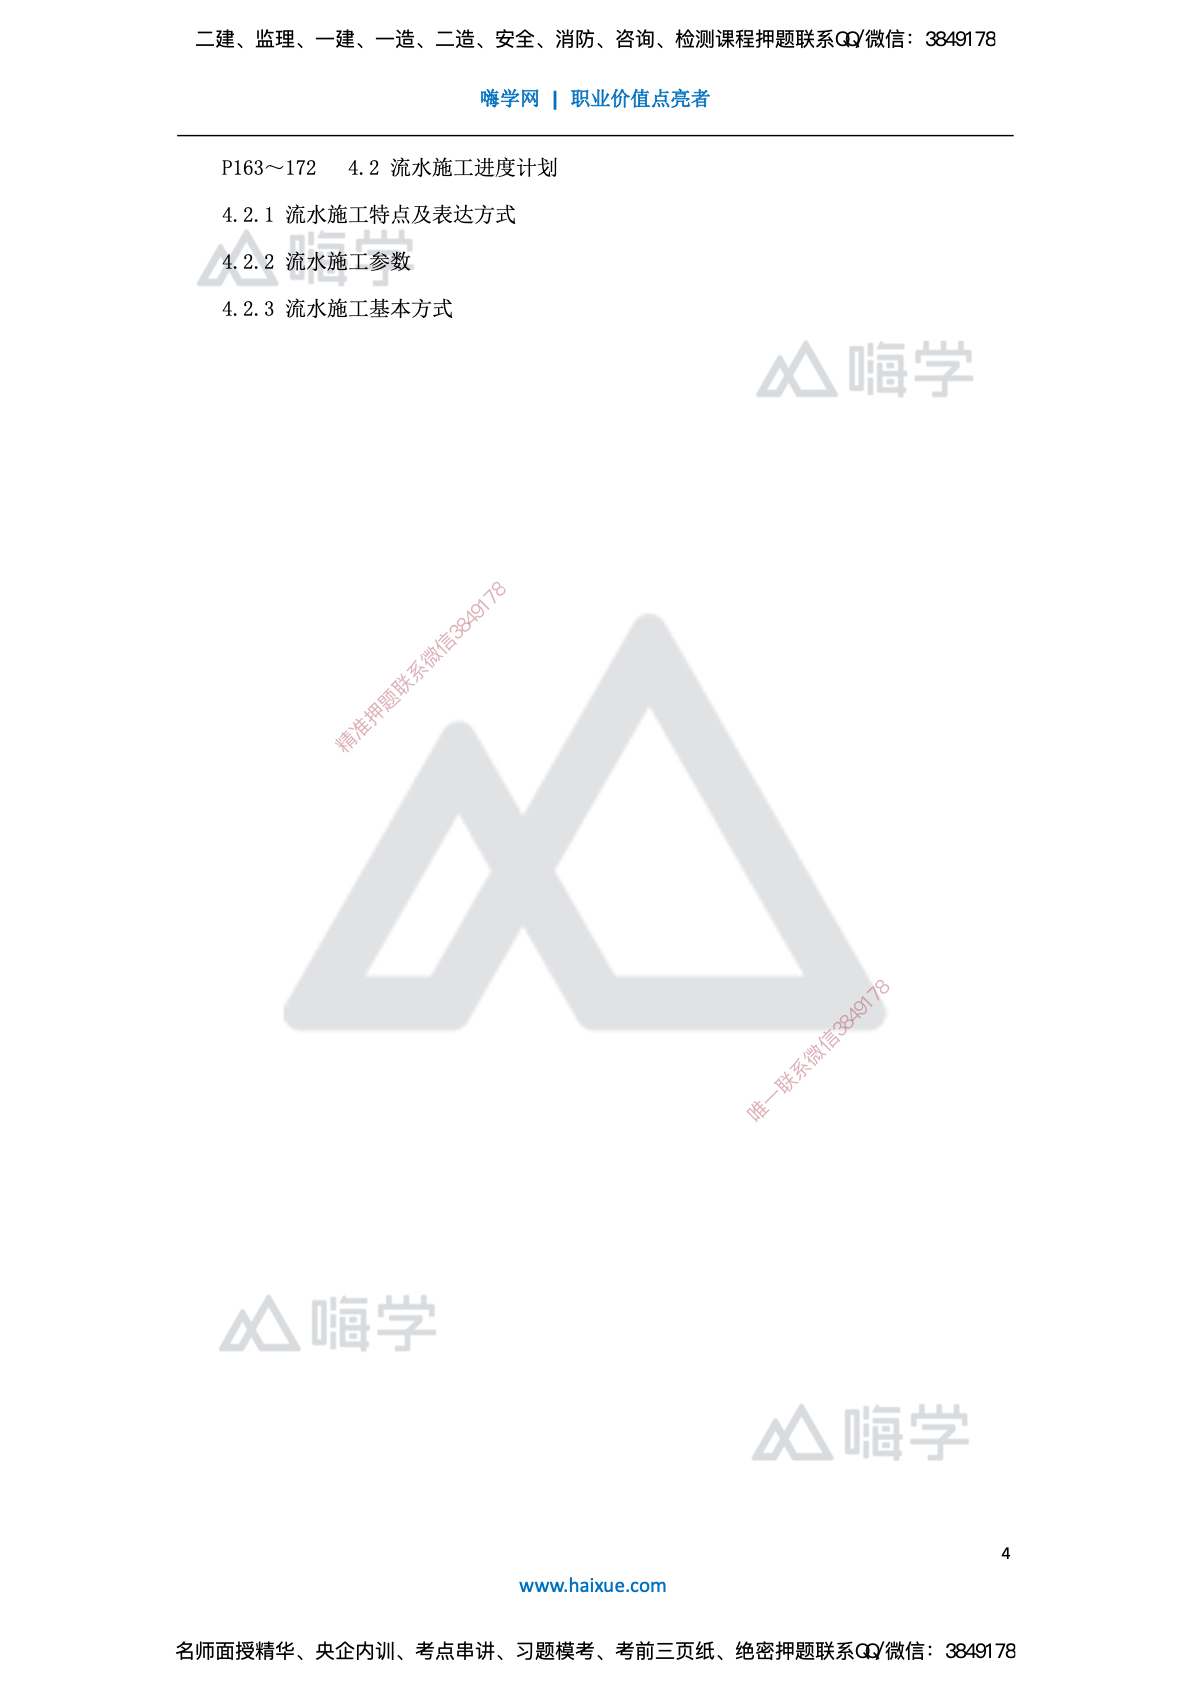 二建、监理、一建、一造、二造、安全、消防、咨询、检测课程押题联系QQ/微信：3849178
嗨学网 | 职业价值点亮者
P163～172 4.2 流水施工进度计划
4.2.1 流水施工特点及表达方式
嗨学
4.2.2 流水施工参数
4.2.3 流水施工基本方式
嗨学
精准押题联系微信3849178
唯一联系微信3849178
嗨学
嗨学
4
www.haixue.com
名师面授精华、央企内训、考点串讲、习题模考、考前三页纸、绝密押题联系QQ/微信：3849178